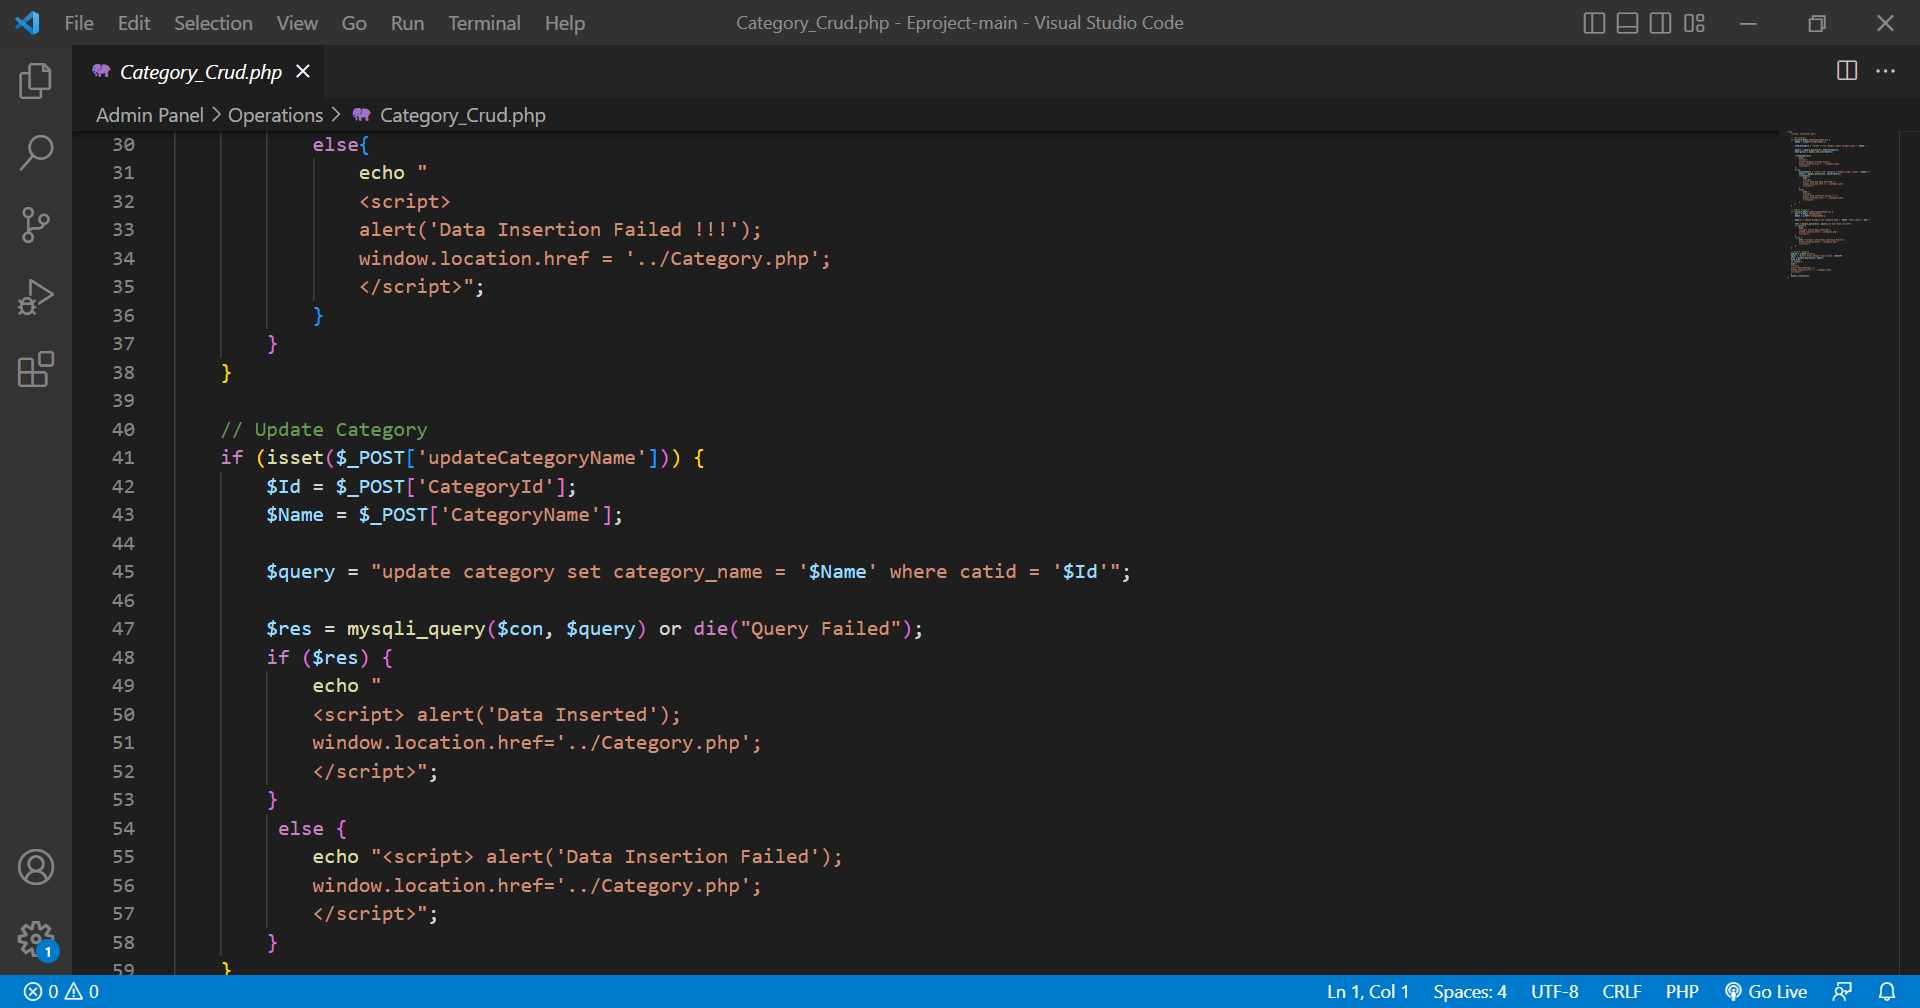 File Edit Selection View Go Run Terminal Help Category_Crud.php - Eproject-main - Visual Studio Code
Category_Crud.php
Admin Panel > Operations > Category_Crud.php
30 else{
31 echo "
32 <script>
33 alert('Data Insertion Failed !!!');
34 window.location.href = '../Category.php';
35 </script>";
36 }
37 }
38 }
39
40 // Update Category
41 if (isset($_POST['updateCategoryName'])) {
42 $Id = $_POST['CategoryId'];
43 $Name = $_POST['CategoryName'];
44
45 $query = "update category set category_name = '$Name' where catid = '$Id'";
46
47 $res = mysqli_query($con, $query) or die("Query Failed");
48 if ($res) {
49 echo "
50 <script> alert('Data Inserted');
51 window.location.href='../Category.php';
52 </script>";
53 }
54 else {
55 echo "<script> alert('Data Insertion Failed');
56 window.location.href='../Category.php';
57 </script>";
58 }
59 }
1
0 0 Ln 1, Col 1 Spaces: 4 UTF-8 CRLF PHP Go Live